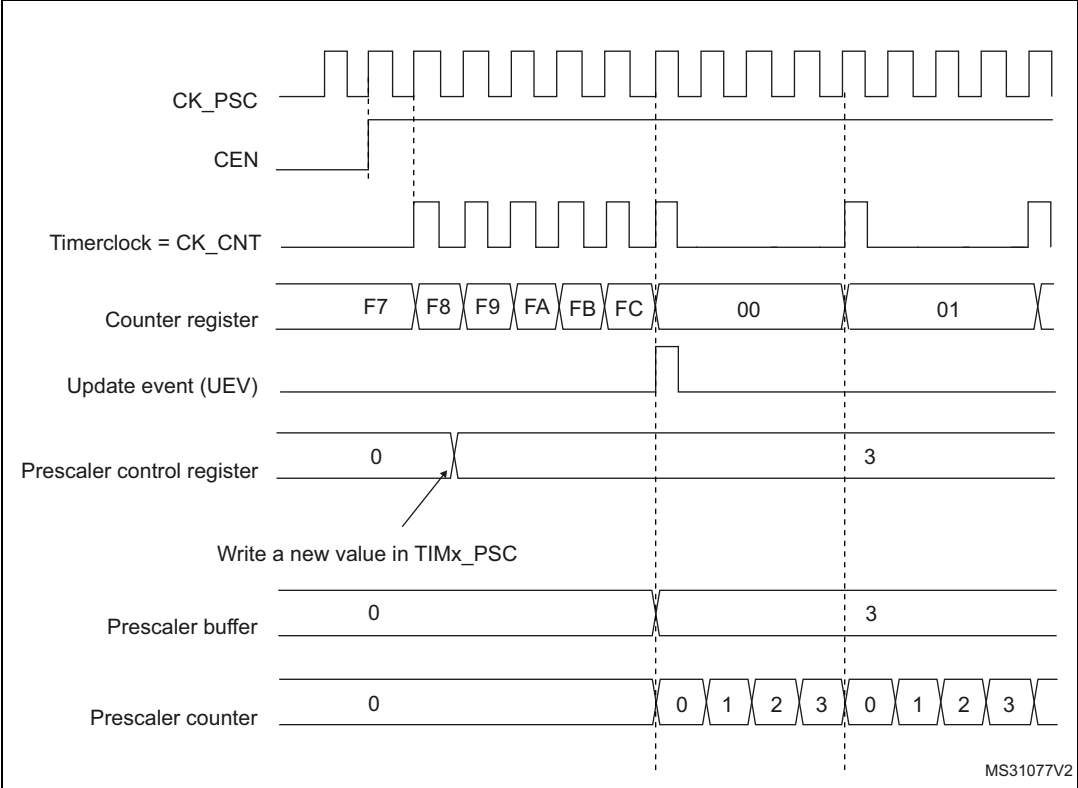 CK_PSC
CEN
Timerclock = CK_CNT
Counter register F7 F8 F9 FA FB FC 00 01
Update event (UEV)
Prescaler control register 0 3
Write a new value in TIMx_PSC
Prescaler buffer 0 3
Prescaler counter 0 0 1 2 3 0 1 2 3
MS31077V2